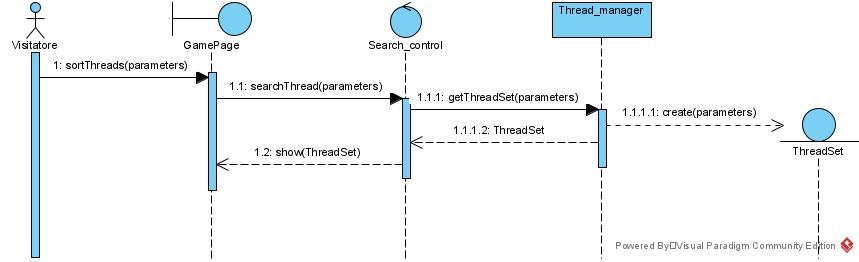 Visitatore
GamePage
Search_control
Thread_manager
1: sortThreads(parameters)
1.1: searchThread(parameters)
1.1.1: getThreadSet(parameters)
1.1.1.1: create(parameters)
1.1.1.2: ThreadSet
1.2: show(ThreadSet)
ThreadSet
Powered By□Visual Paradigm Community Edition